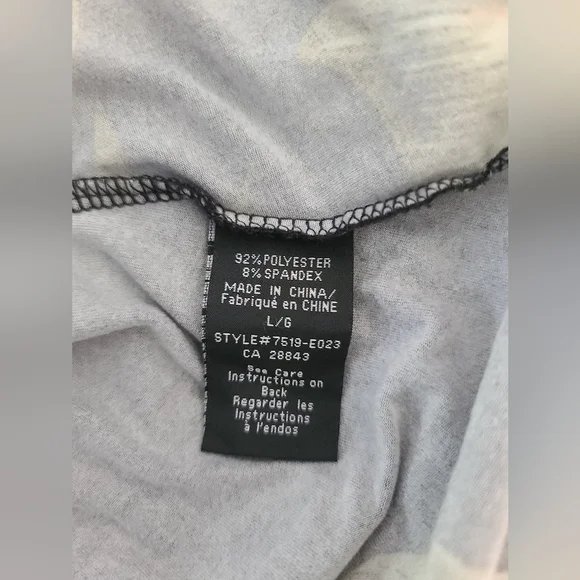 92%POLYESTER
8%SPANDEX
MADE IN CHINA/
Fabriqué en CHINE
L/G
STYLE#7519-E023
CA 28843
See Care
Instructions on
Back
Regarder les
Instructions
à l'endos